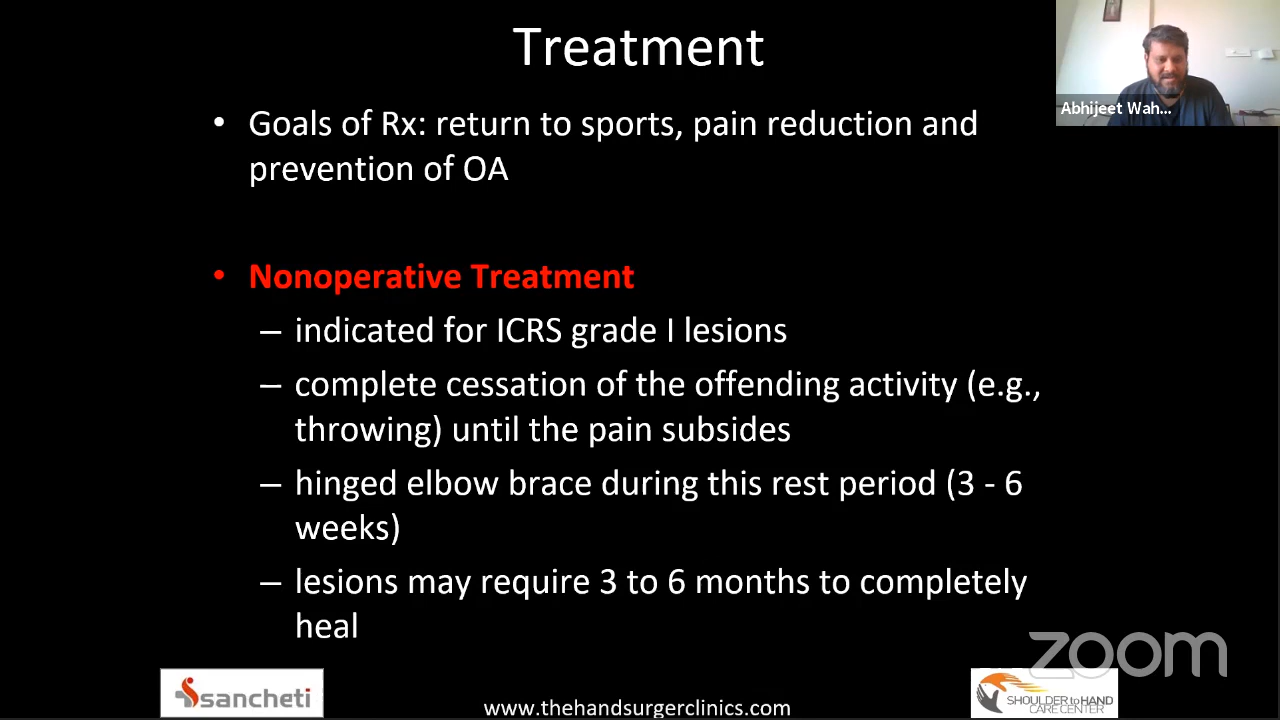 Treatment
Abhijeet Wah...
• Goals of Rx: return to sports, pain reduction and
prevention of OA
• Nonoperative Treatment
– indicated for ICRS grade I lesions
– complete cessation of the offending activity (e.g.,
throwing) until the pain subsides
– hinged elbow brace during this rest period (3 - 6
weeks)
– lesions may require 3 to 6 months to completely
heal
zoom
sancheti
www.thehandsurgerclinics.com
SHOULDER to HAND
CARE CENTER